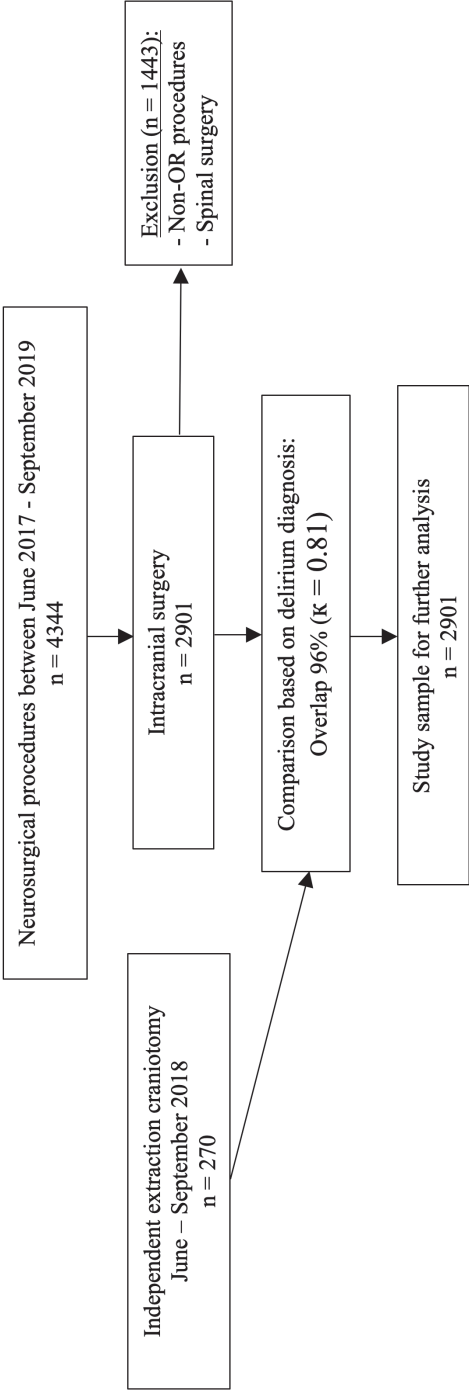 Neurosurgical procedures between June 2017 - September 2019
n = 4344
Exclusion (n = 1443):
- Non-OR procedures
- Spinal surgery
Intracranial surgery
n = 2901
Independent extraction craniotomy
June – September 2018
n = 270
Comparison based on delirium diagnosis:
Overlap 96% (κ = 0.81)
Study sample for further analysis
n = 2901